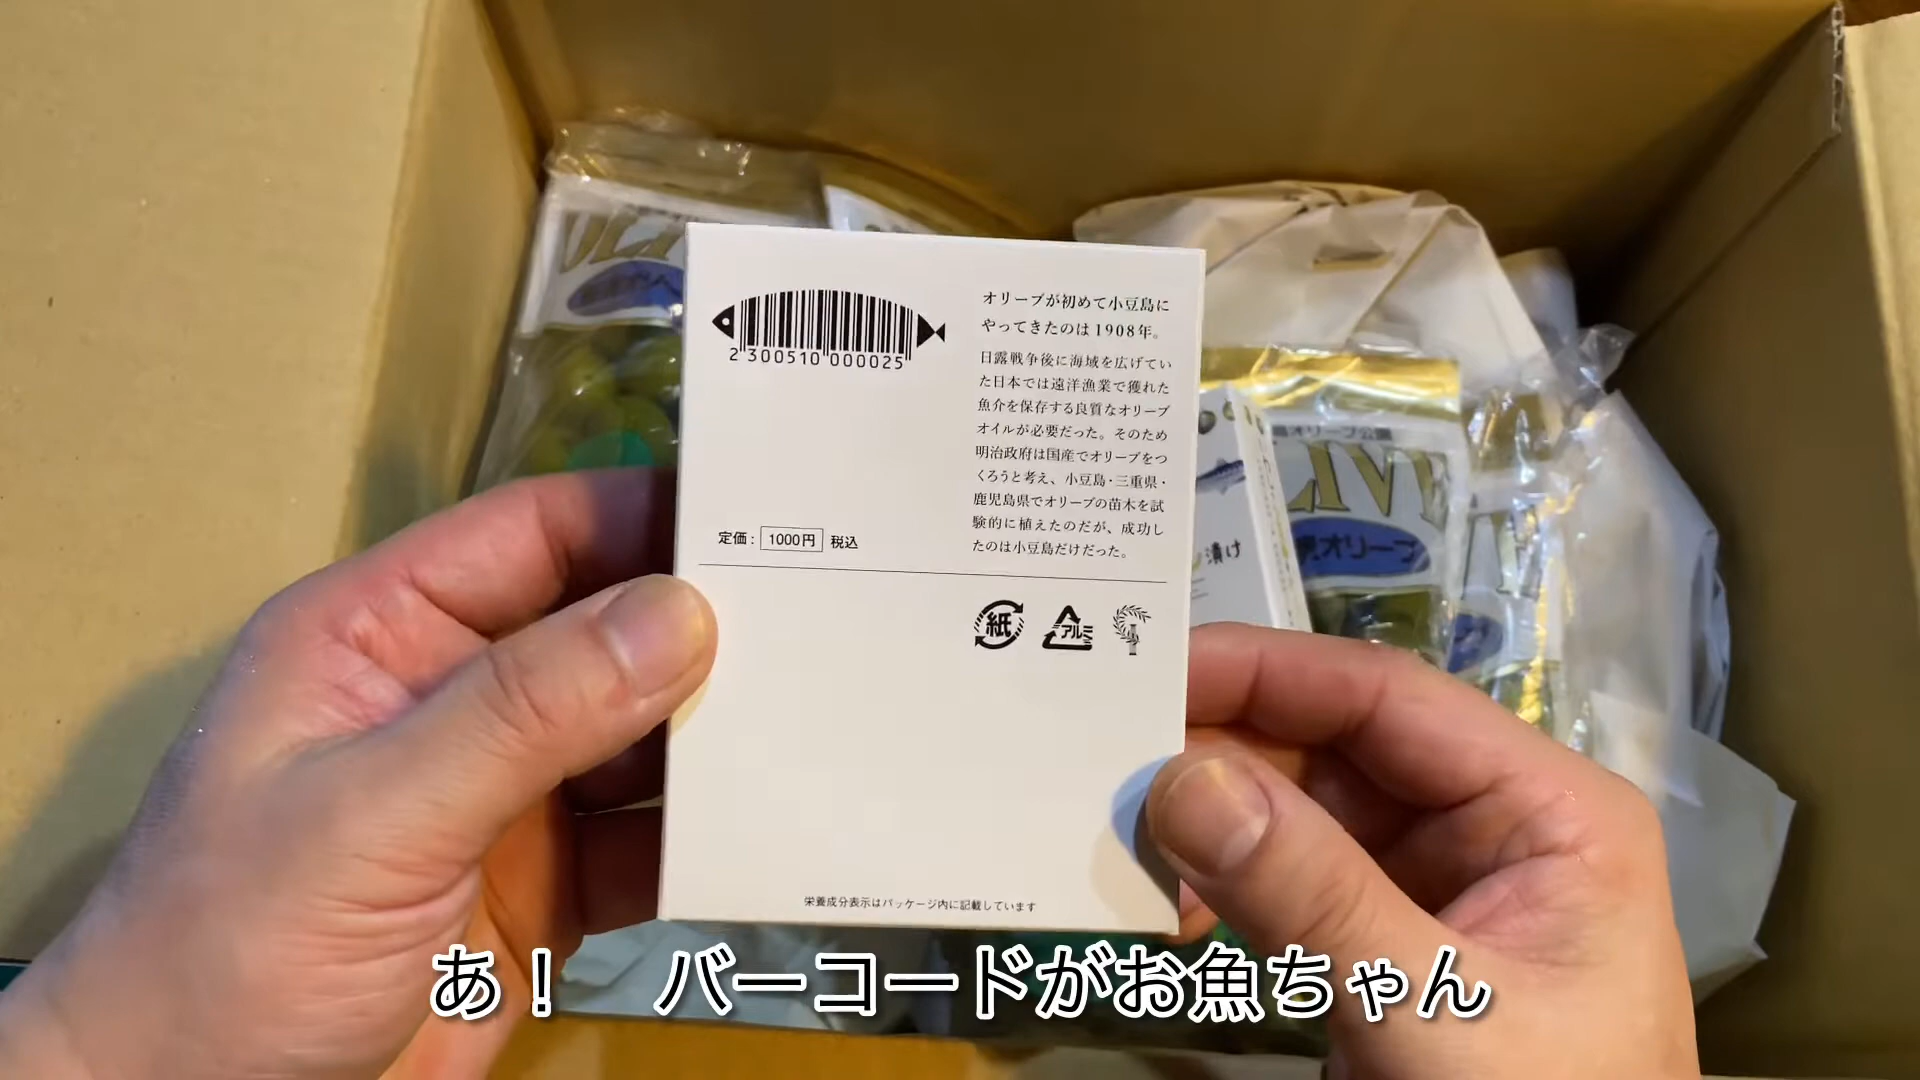 2 300510 000025
オリーブが初めて小豆島に
やってきたのは1908年。
日露戦争後に海域を広げてい
た日本では遠洋漁業で獲れた
魚介を保存する良質なオリーブ
オイルが必要だった。そのため
明治政府は国産でオリーブをつ
くろうと考え、小豆島・三重県・
鹿児島県でオリーブの苗木を試
験的に植えたのだが、成功し
たのは小豆島だけだった。
定価: 1000円 税込
紙
アルミ
栄養成分表示はパッケージ内に記載しています
オリーブ公園
LIVE
オリーブ
漬け
あ！ バーコードがお魚ちゃん